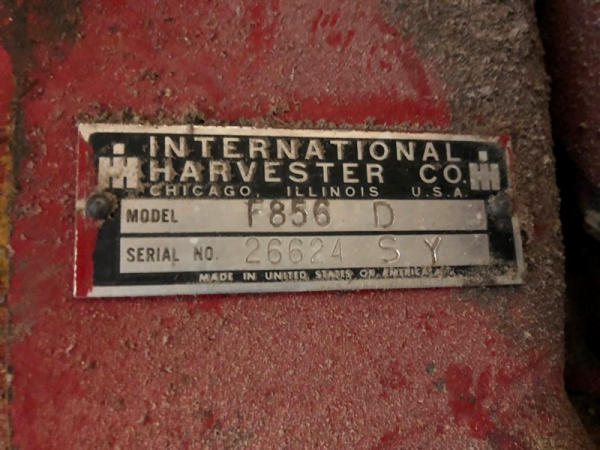 INTERNATIONAL
HARVESTER CO.
CHICAGO, ILLINOIS U.S.A.
MODEL F856 D
SERIAL NO. 26624 S Y
MADE IN UNITED STATES OF AMERICA